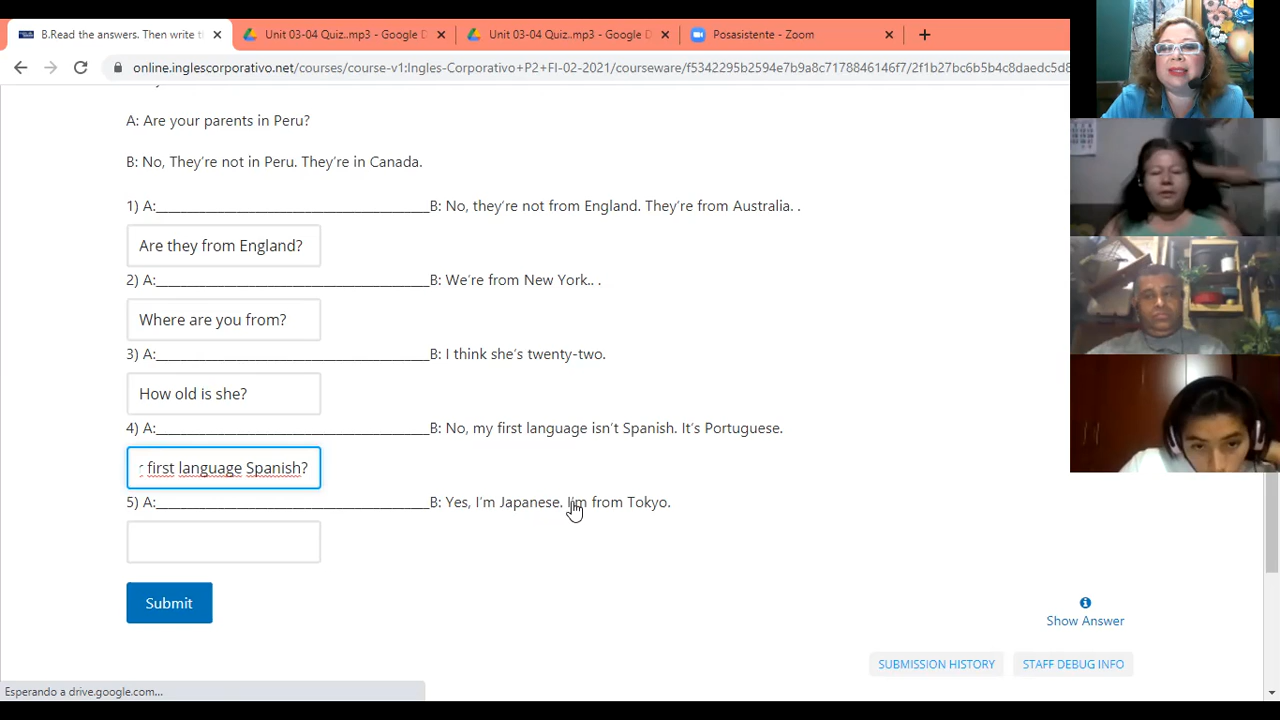 B.Read the answers. Then write t
Unit 03-04 Quiz..mp3 - Google D
Unit 03-04 Quiz..mp3 - Google D
Posasistente - Zoom
online.inglescorporativo.net/courses/course-v1:Ingles-Corporativo+P2+FI-02-2021/courseware/f5342295b2594e7b9a8c7178846146f7/2f1b27bc6b5b4c8daedc5d8
A: Are your parents in Peru?
B: No, They're not in Peru. They're in Canada.
1) A:______________________________________B: No, they're not from England. They're from Australia. .
Are they from England?
2) A:______________________________________B: We're from New York.. .
Where are you from?
3) A:______________________________________B: I think she's twenty-two.
How old is she?
4) A:______________________________________B: No, my first language isn't Spanish. It's Portuguese.
first language Spanish?
5) A:______________________________________B: Yes, I'm Japanese. I'm from Tokyo.
Submit
Show Answer
SUBMISSION HISTORY
STAFF DEBUG INFO
Esperando a drive.google.com...